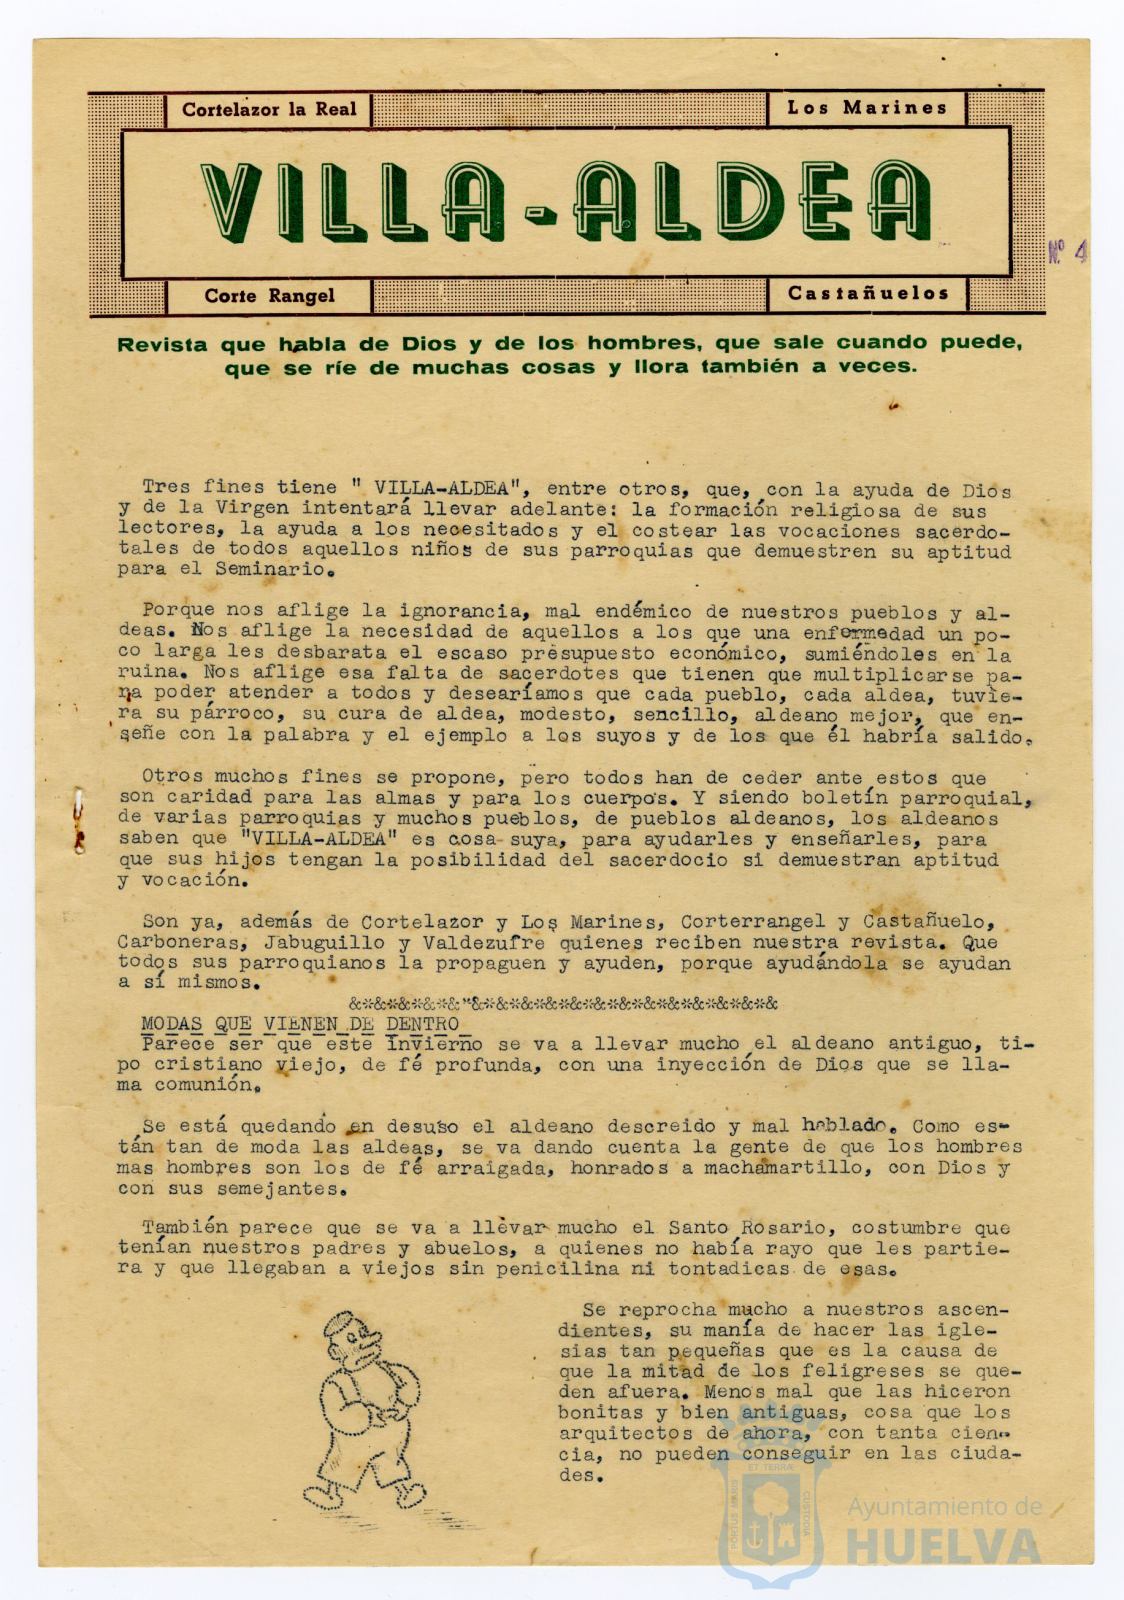 Cortelazor la Real
Los Marines
VILLA-ALDEA
Nº 4
Corte Rangel
Castañuelos
Revista que habla de Dios y de los hombres, que sale cuando puede,
que se ríe de muchas cosas y llora también a veces.
Tres fines tiene " VILLA-ALDEA", entre otros, que, con la ayuda de Dios
y de la Virgen intentará llevar adelante: la formación religiosa de sus
lectores, la ayuda a los necesitados y el costear las vocaciones sacerdo-
tales de todos aquellos niños de sus parroquias que demuestren su aptitud
para el Seminario.
Porque nos aflige la ignorancia, mal endémico de nuestros pueblos y al-
deas. Nos aflige la necesidad de aquellos a los que una enfermedad un po-
co larga les desbarata el escaso présupuesto económico, sumiéndoles en la
ruina. Nos aflige esa falta de sacerdotes que tienen que multiplicarse pa-
ra poder atender a todos y desearíamos que cada pueblo, cada aldea, tuvie-
ra su párroco, su cura de aldea, modesto, sencillo, aldeano mejor, que en-
señe con la palabra y el ejemplo a los suyos y de los que él habría salido.
Otros muchos fines se propone, pero todos han de ceder ante estos que
son caridad para las almas y para los cuerpos. Y siendo boletín parroquial,
de varias parroquias y muchos pueblos, de pueblos aldeanos, los aldeanos
saben que "VILLA-ALDEA" es cosa suya, para ayudarles y enseñarles, para
que sus hijos tengan la posibilidad del sacerdocio si demuestran aptitud
y vocación.
Son ya, además de Cortelazor y Los Marines, Corterrangel y Castañuelo,
Carboneras, Jabuguillo y Valdezufre quienes reciben nuestra revista. Que
todos sus parroquianos la propaguen y ayuden, porque ayudándola se ayudan
a sí mismos.
&*&*&*&*&*"&*&*&*&*&*&*&*&*&*&*&*&*&
MODAS QUE VIENEN DE DENTRO
Parece ser que este invierno se va a llevar mucho el aldeano antiguo, ti-
po cristiano viejo, de fé profunda, con una inyección de Dios que se lla-
ma comunión.
Se está quedando en desuso el aldeano descreido y mal hablado. Como es-
tán tan de moda las aldeas, se va dando cuenta la gente de que los hombres
mas hombres son los de fé arraigada, honrados a machamartillo, con Dios y
con sus semejantes.
También parece que se va a llevar mucho el Santo Rosario, costumbre que
tenían nuestros padres y abuelos, a quienes no había rayo que les partie-
ra y que llegaban a viejos sin penicilina ni tontadicas de esas.
Se reprocha mucho a nuestros ascen-
dientes, su manía de hacer las igle-
sias tan pequeñas que es la causa de
que la mitad de los feligreses se que-
den afuera. Menos mal que las hiceron
bonitas y bien antiguas, cosa que los
arquitectos de ahora, con tanta cien-
cia, no pueden conseguir en las ciuda-
des.
ET TERRÆ
PORTUS MARIS
CUSTODIA
Ayuntamiento de
HUELVA